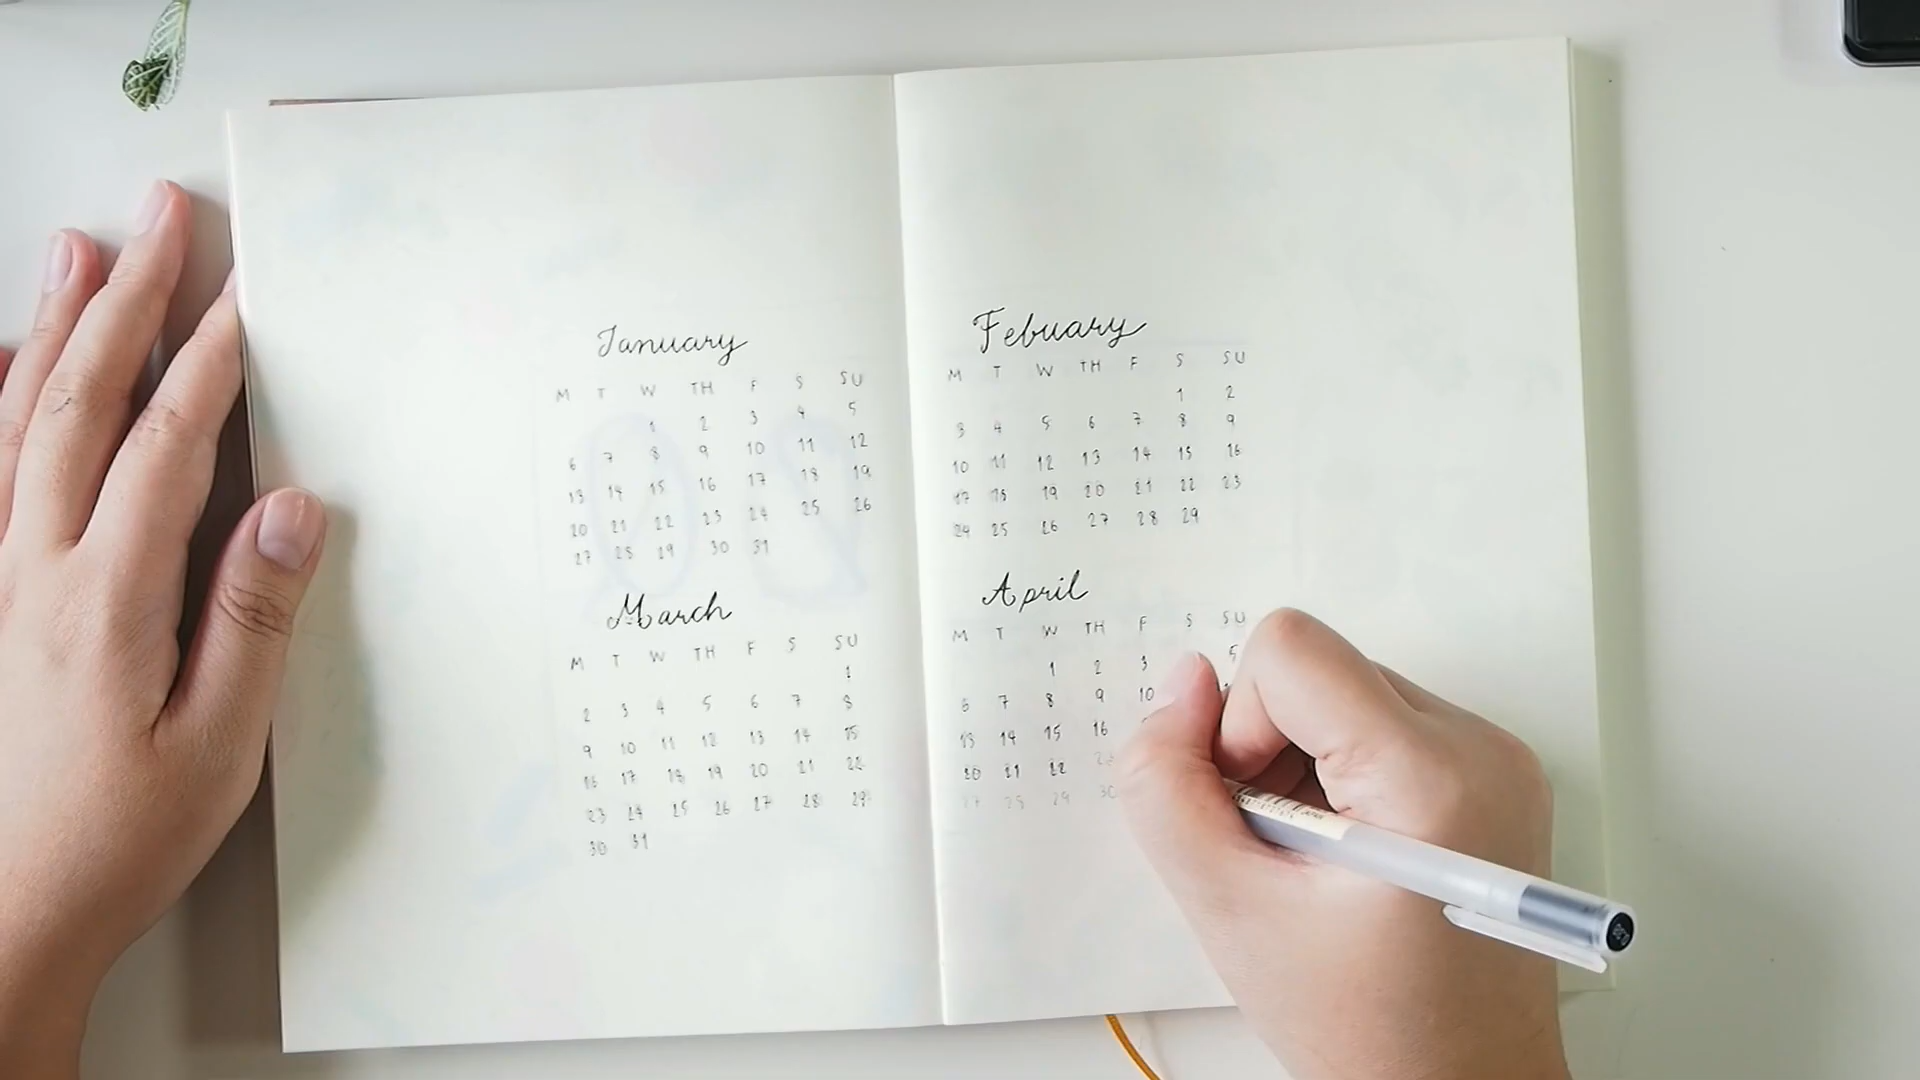 January
M T W TH F S SU
1 2 3 4 5
6 7 8 9 10 11 12
13 14 15 16 17 18 19
20 21 22 23 24 25 26
27 28 29 30 31
March
M T W TH F S SU
1
2 3 4 5 6 7 8
9 10 11 12 13 14 15
16 17 18 19 20 21 22
23 24 25 26 27 28 29
30 31
Febuary
M T W TH F S SU
1 2
3 4 5 6 7 8 9
10 11 12 13 14 15 16
17 18 19 20 21 22 23
24 25 26 27 28 29
April
M T W TH F S SU
1 2 3 5
6 7 8 9 10
13 14 15 16
20 21 22 23
27 28 29 30
JAPAN